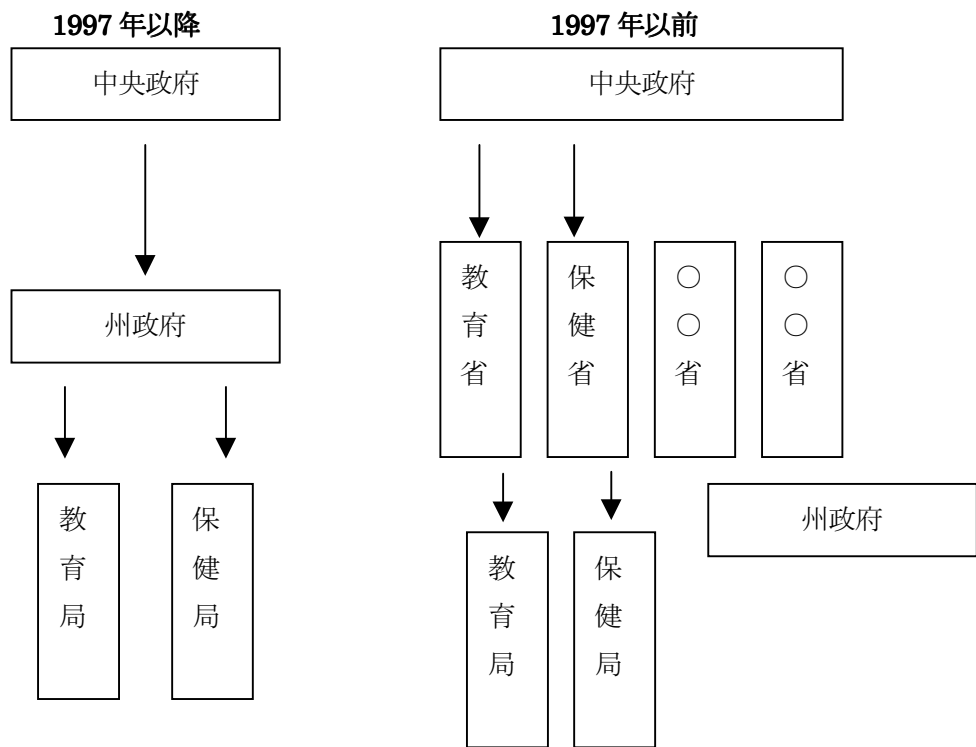 1997 年以降
中央政府
州政府
教育局
保健局
1997 年以前
中央政府
教育省
保健省
○○省
○○省
州政府
教育局
保健局